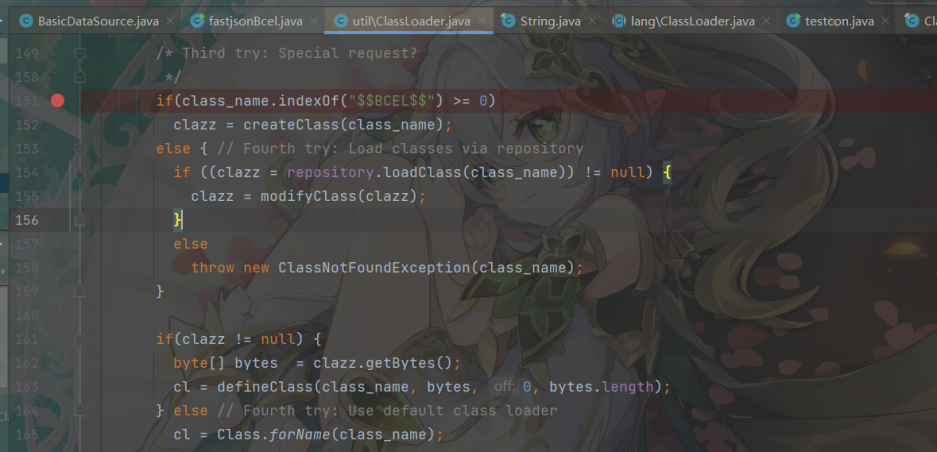 BasicDataSource.java × fastjsonBcel.java × util\ClassLoader.java × String.java × lang\ClassLoader.java × testcon.java ×
149 /* Third try: Special request?
150 */
151 if(class_name.indexOf("$$BCEL$$") >= 0)
152 clazz = createClass(class_name);
153 else { // Fourth try: Load classes via repository
154 if ((clazz = repository.loadClass(class_name)) != null) {
155 clazz = modifyClass(clazz);
156 }
157 else
158 throw new ClassNotFoundException(class_name);
159 }
160
161 if(clazz != null) {
162 byte[] bytes  = clazz.getBytes();
163 cl = defineClass(class_name, bytes, off: 0, bytes.length);
164 } else // Fourth try: Use default class loader
165 cl = Class.forName(class_name);